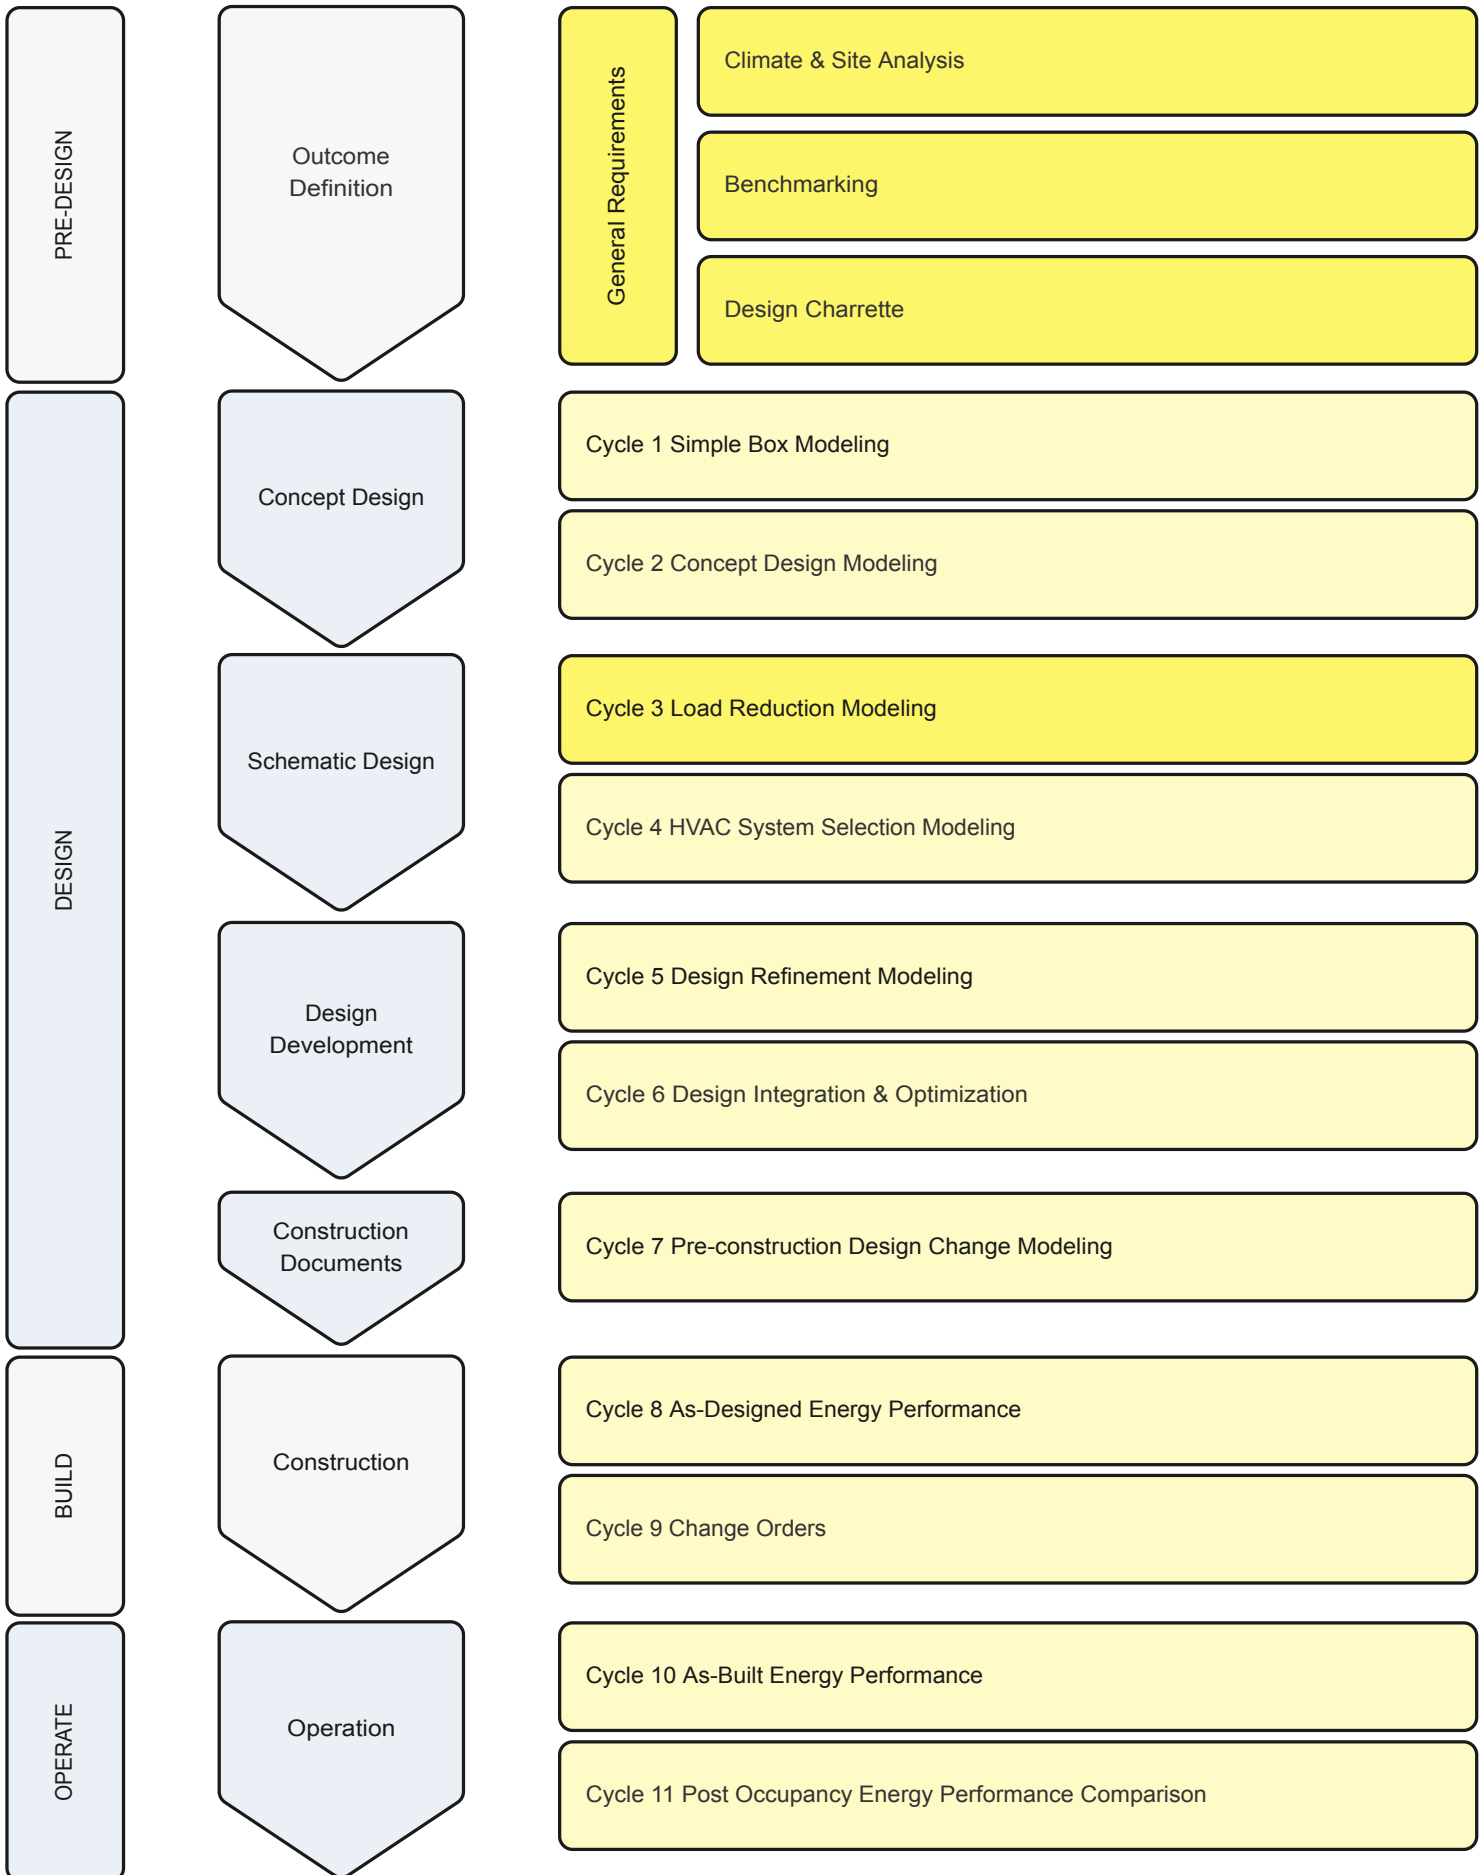 PRE-DESIGN
Outcome
Definition
General Requirements
Climate & Site Analysis
Benchmarking
Design Charrette
DESIGN
Concept Design
Cycle 1 Simple Box Modeling
Cycle 2 Concept Design Modeling
Schematic Design
Cycle 3 Load Reduction Modeling
Cycle 4 HVAC System Selection Modeling
Design
Development
Cycle 5 Design Refinement Modeling
Cycle 6 Design Integration & Optimization
Construction
Documents
Cycle 7 Pre-construction Design Change Modeling
BUILD
Construction
Cycle 8 As-Designed Energy Performance
Cycle 9 Change Orders
OPERATE
Operation
Cycle 10 As-Built Energy Performance
Cycle 11 Post Occupancy Energy Performance Comparison